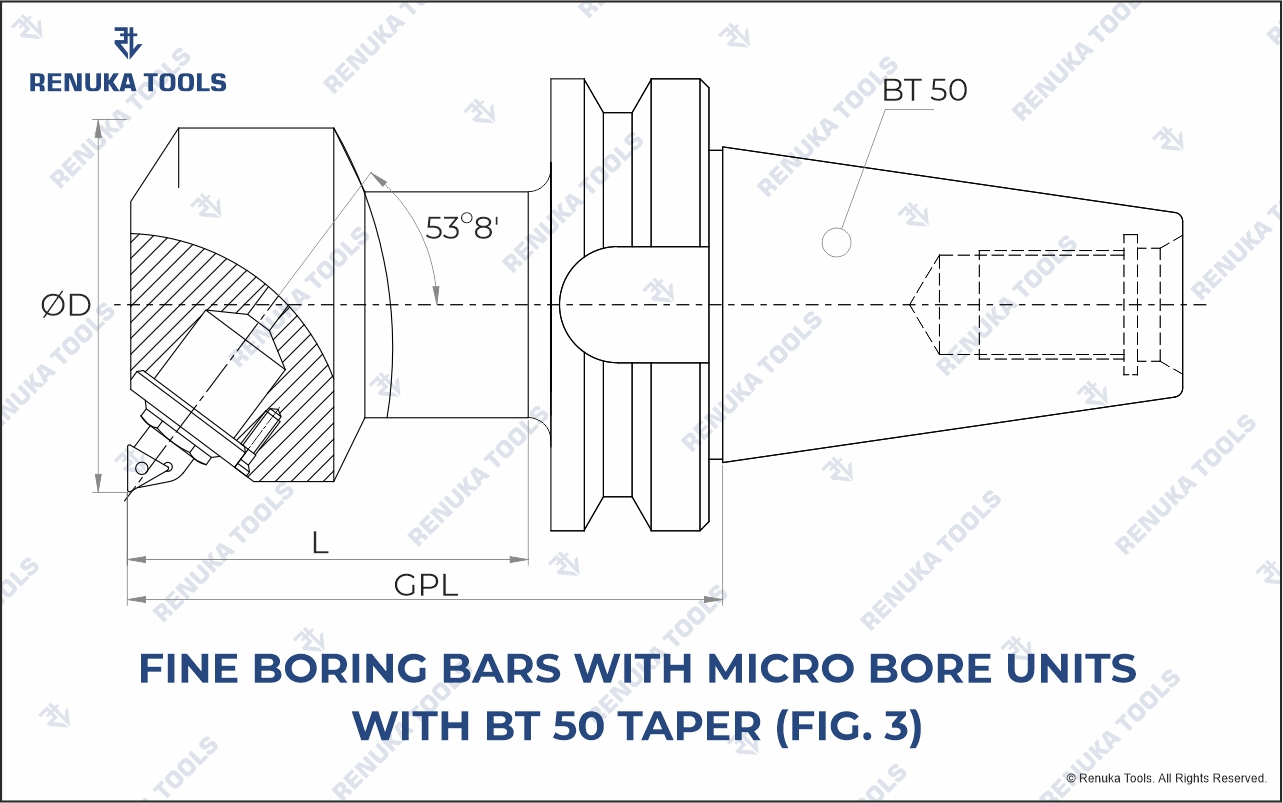 RENUKA TOOLS
BT 50
53°8'
ØD
L
GPL
FINE BORING BARS WITH MICRO BORE UNITS
WITH BT 50 TAPER (FIG. 3)
© Renuka Tools. All Rights Reserved.